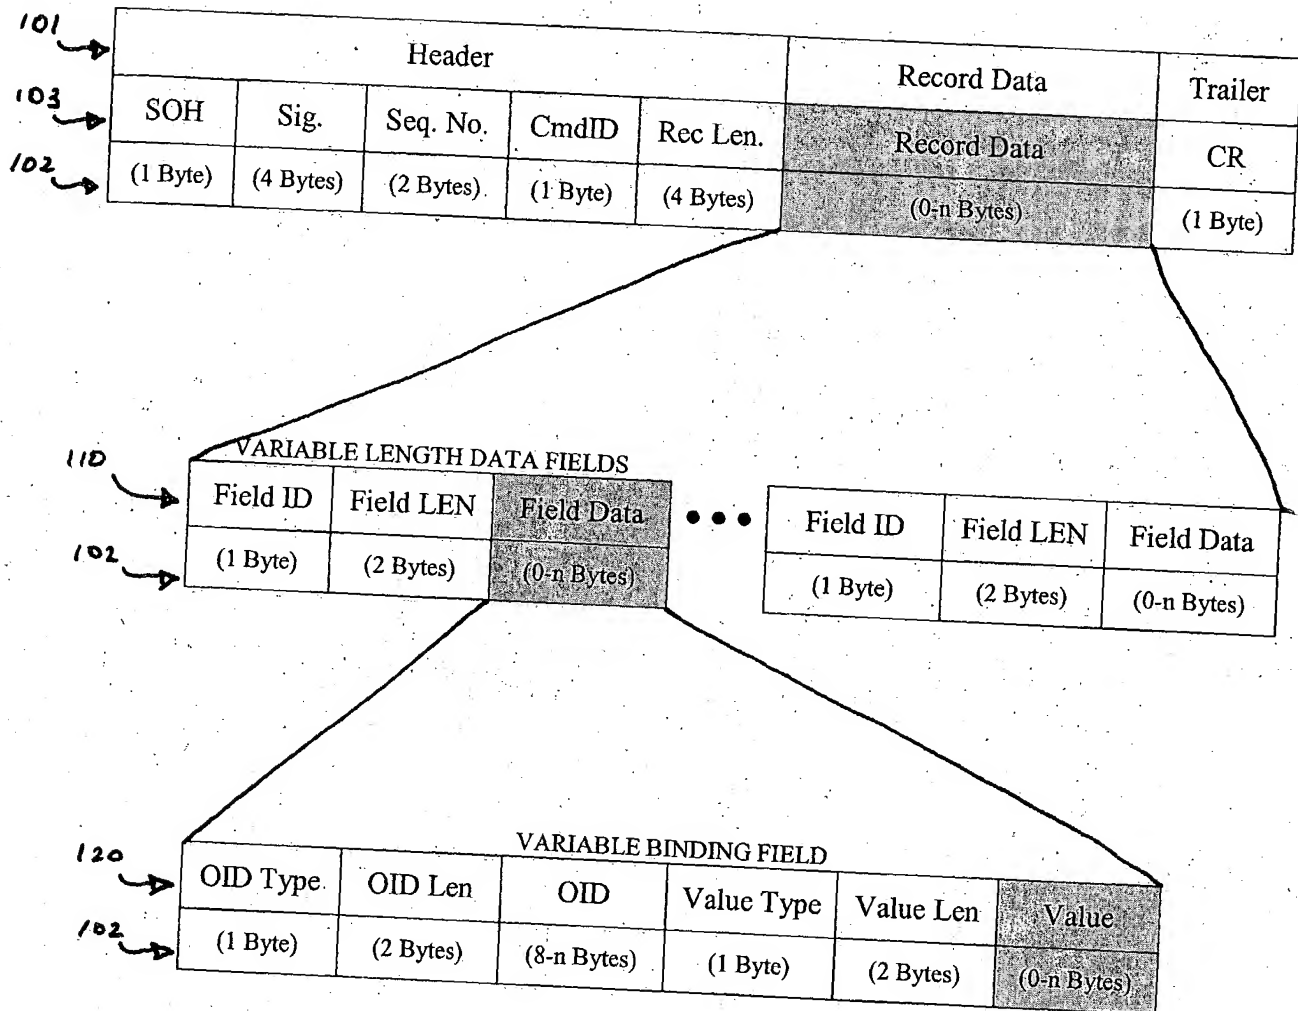 101 Header Record Data Trailer
103 SOH Sig. Seq. No. CmdID Rec Len. Record Data CR
102 (1 Byte) (4 Bytes) (2 Bytes) (1 Byte) (4 Bytes) (0-n Bytes) (1 Byte)
VARIABLE LENGTH DATA FIELDS
110 Field ID Field LEN Field Data ••• Field ID Field LEN Field Data
102 (1 Byte) (2 Bytes) (0-n Bytes) (1 Byte) (2 Bytes) (0-n Bytes)
VARIABLE BINDING FIELD
120 OID Type OID Len OID Value Type Value Len Value
102 (1 Byte) (2 Bytes) (8-n Bytes) (1 Byte) (2 Bytes) (0-n Bytes)